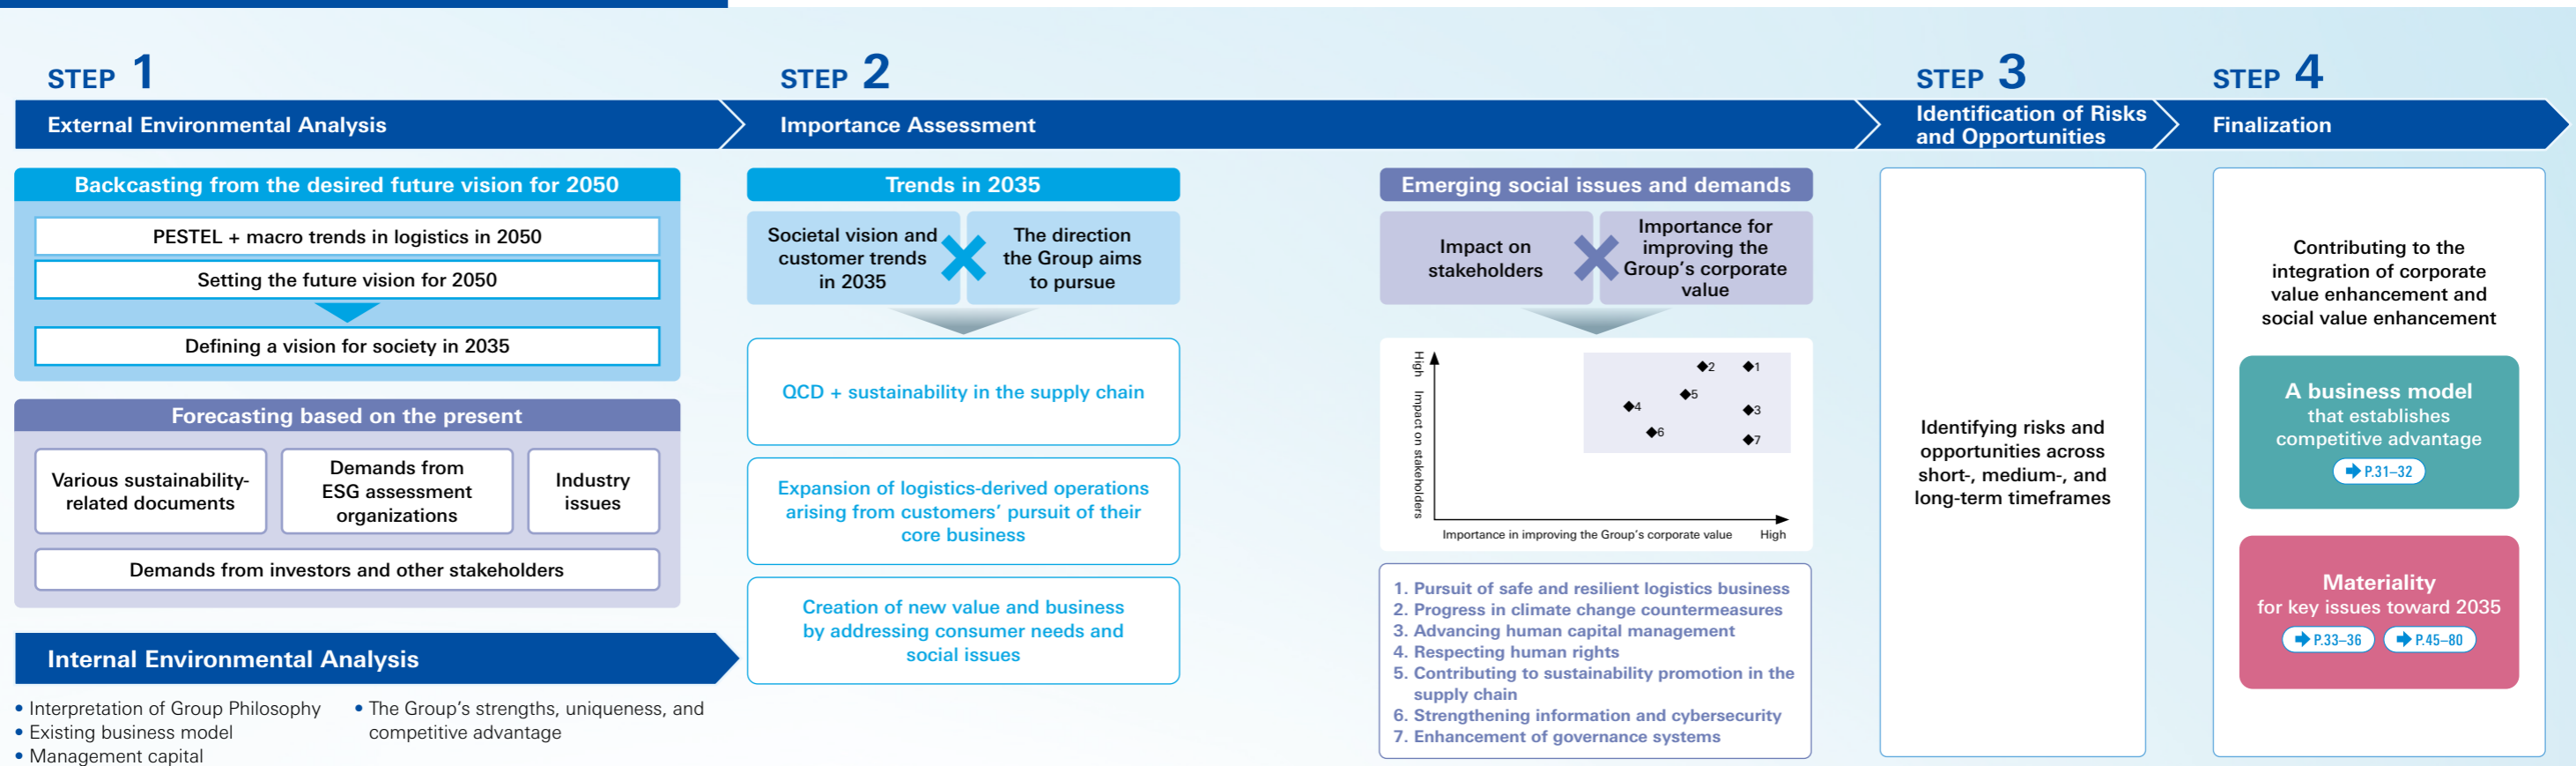 STEP 1
External Environmental Analysis
Backcasting from the desired future vision for 2050
PESTEL + macro trends in logistics in 2050
Setting the future vision for 2050
Defining a vision for society in 2035
Forecasting based on the present
Various sustainability-
related documents
Demands from
ESG assessment
organizations
Industry
issues
Demands from investors and other stakeholders
Internal Environmental Analysis
• Interpretation of Group Philosophy
• Existing business model
• Management capital
• The Group's strengths, uniqueness, and
competitive advantage
STEP 2
Importance Assessment
Trends in 2035
Societal vision and
customer trends
in 2035
The direction
the Group aims
to pursue
QCD + sustainability in the supply chain
Expansion of logistics-derived operations
arising from customers' pursuit of their
core business
Creation of new value and business
by addressing consumer needs and
social issues
Emerging social issues and demands
Impact on
stakeholders
Importance for
improving the
Group's corporate
value
High
Impact on stakeholders
2
1
5
4
3
6
7
Importance in improving the Group's corporate value
High
1. Pursuit of safe and resilient logistics business
2. Progress in climate change countermeasures
3. Advancing human capital management
4. Respecting human rights
5. Contributing to sustainability promotion in the
supply chain
6. Strengthening information and cybersecurity
7. Enhancement of governance systems
STEP 3
Identification of Risks
and Opportunities
Identifying risks and
opportunities across
short-, medium-, and
long-term timeframes
STEP 4
Finalization
Contributing to the
integration of corporate
value enhancement and
social value enhancement
A business model
that establishes
competitive advantage
P.31–32
Materiality
for key issues toward 2035
P.33–36
P.45–80